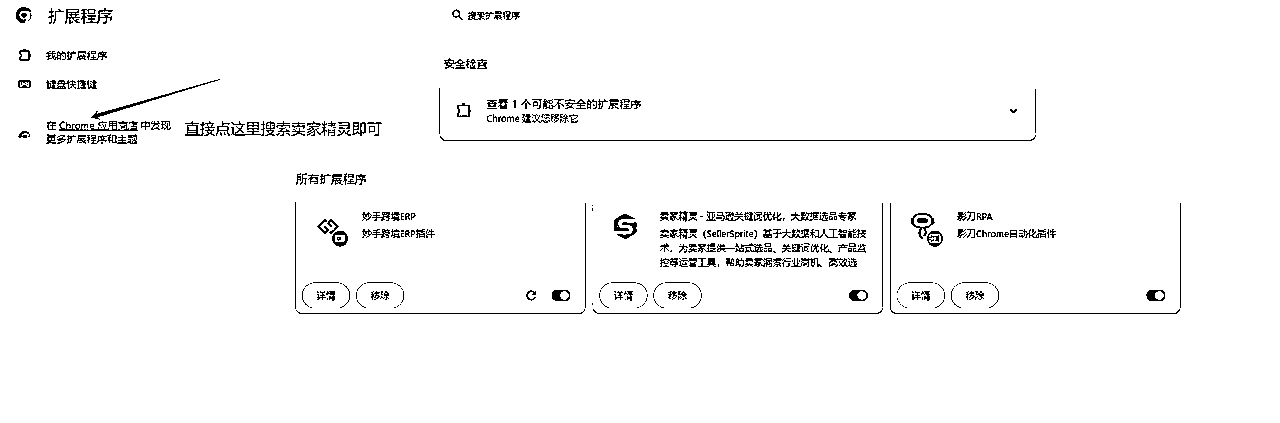 扩展程序
搜索扩展程序
我的扩展程序
键盘快捷键
在 Chrome 应用商店 中发现
更多扩展程序和主题
直接点这里搜索卖家精灵即可
安全检查
查看 1 个可能不安全的扩展程序
Chrome 建议您移除它
所有扩展程序
妙手跨境ERP
妙手跨境ERP插件
详情
移除
卖家精灵 - 亚马逊关键词优化，大数据选品专家
卖家精灵（SellerSprite）基于大数据和人工智能技
术，为卖家提供一站式选品、关键词优化、产品监
控等运营工具，帮助卖家洞察行业商机、高效选
详情
移除
影刀RPA
影刀Chrome自动化插件
详情
移除